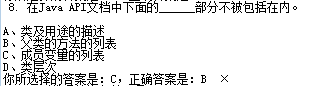 8. 在Java API文档中下面的______部分不被包括在内。
A、类及用途的描述
B、父类的方法的列表
C、成员变量的列表
D、类层次
你所选择的答案是：C，正确答案是：B ×